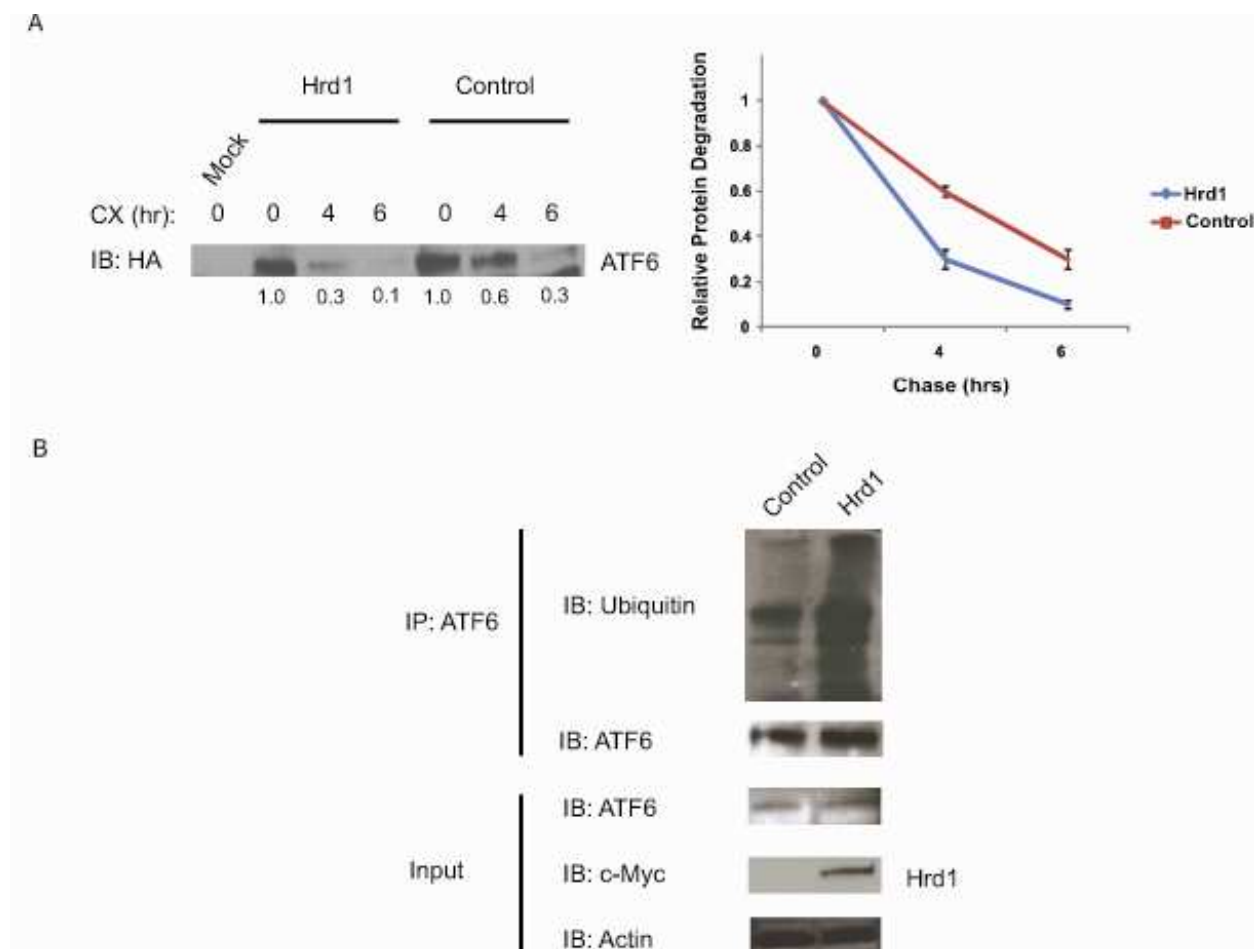 A
Hrd1 Control
Mock
CX (hr): 0 0 4 6 0 4 6
IB: HA ATF6
1.0 0.3 0.1 1.0 0.6 0.3
Relative Protein Degradation
1
0.8
0.6
0.4
0.2
0
0 4 6
Chase (hrs)
Hrd1
Control
B
Control Hrd1
IP: ATF6
IB: Ubiquitin
IB: ATF6
Input
IB: ATF6
IB: c-Myc Hrd1
IB: Actin